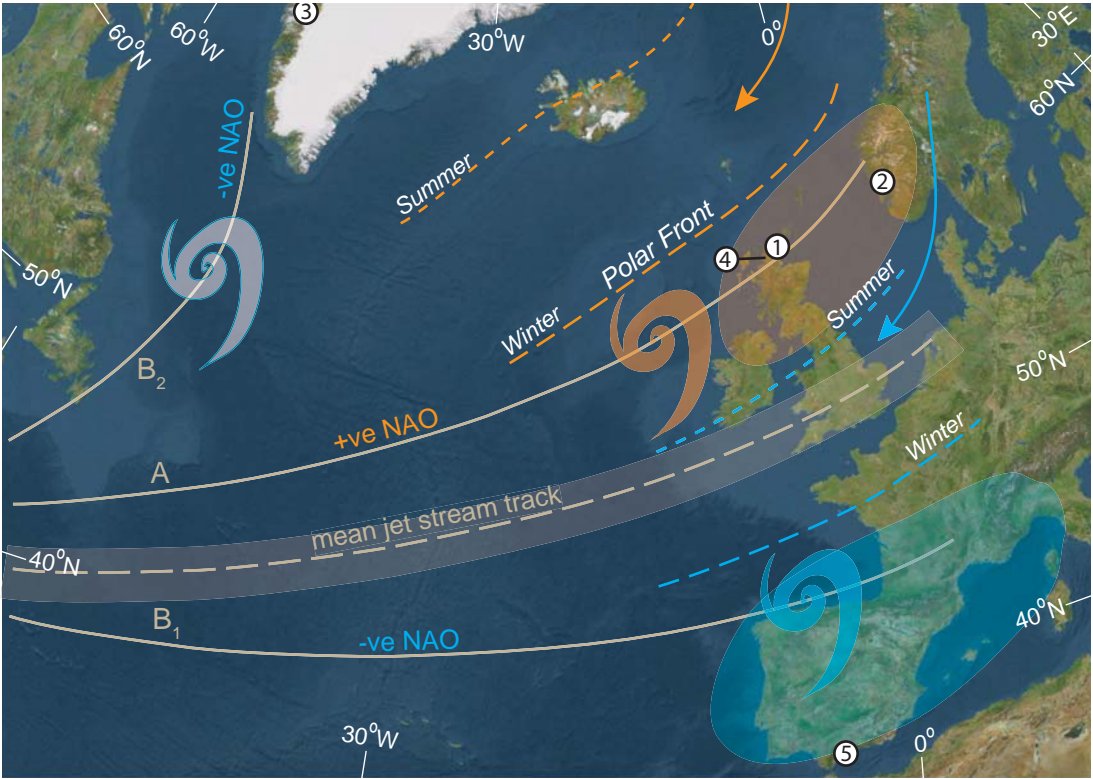 3
60°N
60°W
30°W
0°
30°E
60°N
-ve NAO
Summer
2
Polar Front
1
4
50°N
Summer
Winter
B2
50°N
+ve NAO
Winter
A
mean jet stream track
40°N
40°N
B1
-ve NAO
30°W
0°
5